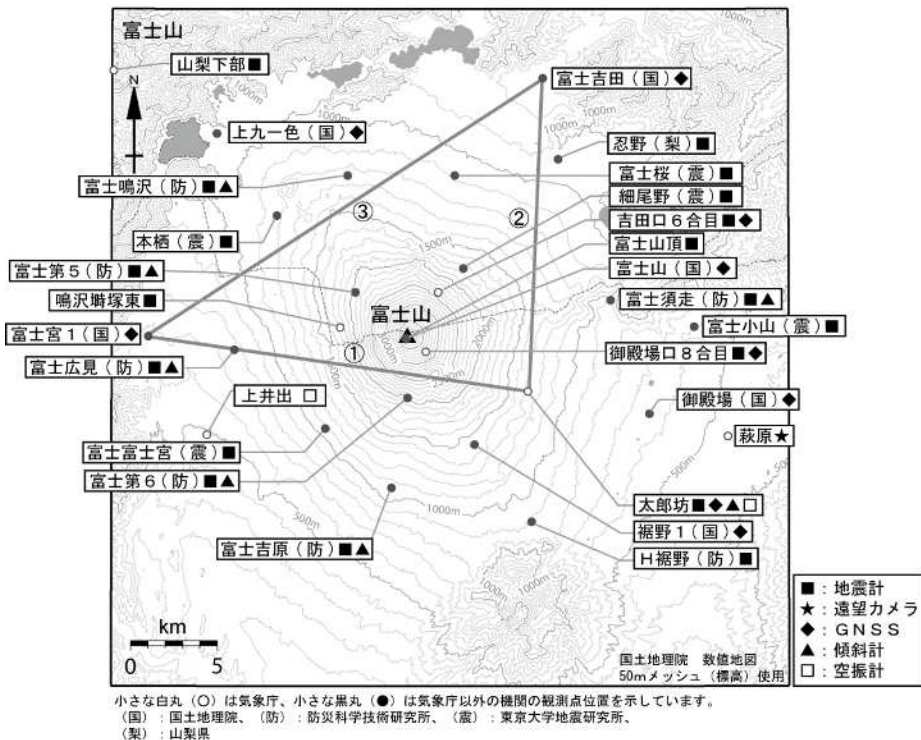 富士山
山梨下部■
富士吉田(国)◆
N
上九一色(国)◆
忍野(梨)■
富士鳴沢(防)■▲
富士桜(震)■
細尾野(震)■
③
②
吉田口6合目■◆
本栖(震)■
富士山頂■
富士第5(防)■▲
富士山(国)◆
鳴沢塒塚東■
富士須走(防)■▲
富士山
富士宮1(国)◆
富士小山(震)■
①
御殿場口8合目■◆
富士広見(防)■▲
上井出□
御殿場(国)◆
萩原★
富士富士宮(震)■
富士第6(防)■▲
太郎坊■◆▲□
裾野1(国)◆
富士吉原(防)■▲
H裾野(防)■
1000m
1000m
1000m
1500m
2000m
500m
500m
1000m
1000m
1000m
km
0 5
国土地理院 数値地図
50mメッシュ(標高)使用
■:地震計
★:遠望カメラ
◆:GNSS
▲:傾斜計
□:空振計
小さな白丸(○)は気象庁、小さな黒丸(●)は気象庁以外の機関の観測点位置を示しています。
(国):国土地理院、(防):防災科学技術研究所、(震):東京大学地震研究所、
(梨):山梨県